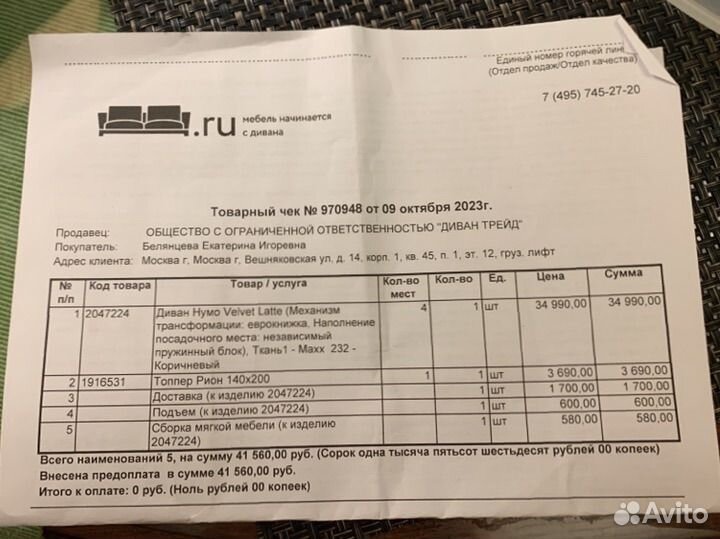 Единый номер горячей лин
(Отдел продаж/Отдел качества)
7 (495) 745-27-20
.ru мебель начинается
с дивана
Товарный чек № 970948 от 09 октября 2023г.
Продавец: ОБЩЕСТВО С ОГРАНИЧЕННОЙ ОТВЕТСТВЕННОСТЬЮ "ДИВАН ТРЕЙД"
Покупатель: Белянцева Екатерина Игоревна
Адрес клиента: Москва г, Москва г, Вешняковская ул, д. 14, корп. 1, кв. 45, п. 1, эт. 12, груз. лифт
№ п/п Код товара Товар / услуга Кол-во мест Кол-во Ед. Цена Сумма
1 2047224 Диван Нумо Velvet Latte (Механизм 4 1 шт 34 990,00 34 990,00
трансформации: еврокнижка, Наполнение
посадочного места: независимый
пружинный блок), Ткань1 - Maxx 232 -
Коричневый
2 1916531 Топпер Рион 140x200 1 1 шт 3 690,00 3 690,00
3 Доставка (к изделию 2047224) 1 шт 1 700,00 1 700,00
4 Подъем (к изделию 2047224) 1 шт 600,00 600,00
5 Сборка мягкой мебели (к изделию 1 шт 580,00 580,00
2047224)
Всего наименований 5, на сумму 41 560,00 руб. (Сорок одна тысяча пятьсот шестьдесят рублей 00 копеек)
Внесена предоплата в сумме 41 560,00 руб.
Итого к оплате: 0 руб. (Ноль рублей 00 копеек)
Avito